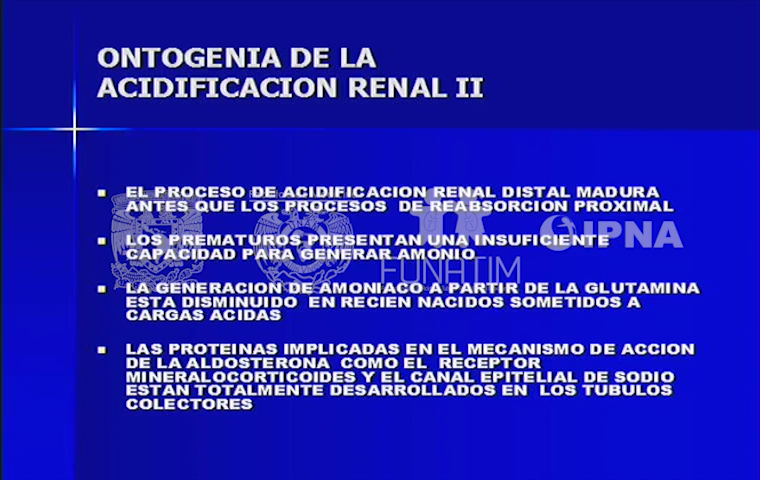 ONTOGENIA DE LA
ACIDIFICACION RENAL II
EL PROCESO DE ACIDIFICACION RENAL DISTAL MADURA
ANTES QUE LOS PROCESOS DE REABSORCION PROXIMAL
LOS PREMATUROS PRESENTAN UNA INSUFICIENTE
CAPACIDAD PARA GENERAR AMONIO
IPNA
FUNATIM
LA GENERACION DE AMONIACO A PARTIR DE LA GLUTAMINA
ESTA DISMINUIDO EN RECIEN NACIDOS SOMETIDOS A
CARGAS ACIDAS
LAS PROTEINAS IMPLICADAS EN EL MECANISMO DE ACCION
DE LA ALDOSTERONA COMO EL RECEPTOR
MINERALOCORTICOIDES Y EL CANAL EPITELIAL DE SODIO
ESTAN TOTALMENTE DESARROLLADOS EN LOS TUBULOS
COLECTORES